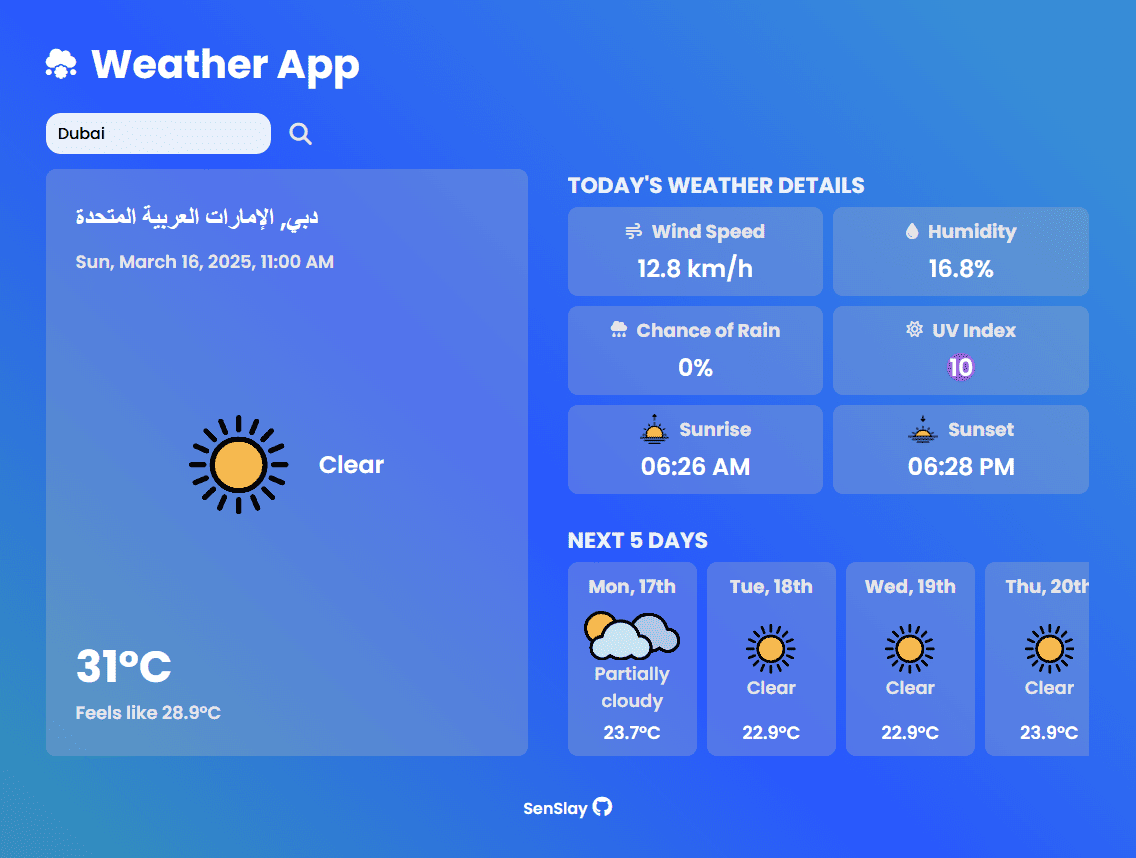 Weather App
Dubai
دبي, الإمارات العربية المتحدة
Sun, March 16, 2025, 11:00 AM
Clear
31°C
Feels like 28.9°C
TODAY'S WEATHER DETAILS
Wind Speed
12.8 km/h
Humidity
16.8%
Chance of Rain
0%
UV Index
10
Sunrise
06:26 AM
Sunset
06:28 PM
NEXT 5 DAYS
Mon, 17th
Partially
cloudy
23.7°C
Tue, 18th
Clear
22.9°C
Wed, 19th
Clear
22.9°C
Thu, 20th
Clear
23.9°C
SenSlay